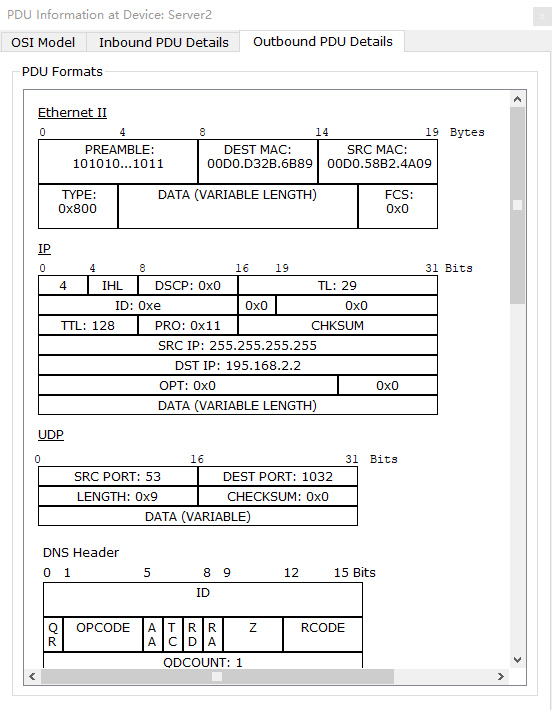 PDU Information at Device: Server2
OSI Model Inbound PDU Details Outbound PDU Details
PDU Formats
Ethernet II
0 4 8 14 19 Bytes
PREAMBLE: 101010...1011 DEST MAC: 00D0.D32B.6B89 SRC MAC: 00D0.58B2.4A09
TYPE: 0x800 DATA (VARIABLE LENGTH) FCS: 0x0
IP
0 4 8 16 19 31 Bits
4 IHL DSCP: 0x0 TL: 29
ID: 0xe 0x0 0x0
TTL: 128 PRO: 0x11 CHKSUM
SRC IP: 255.255.255.255
DST IP: 195.168.2.2
OPT: 0x0 0x0
DATA (VARIABLE LENGTH)
UDP
0 16 31 Bits
SRC PORT: 53 DEST PORT: 1032
LENGTH: 0x9 CHECKSUM: 0x0
DATA (VARIABLE)
DNS Header
0 1 5 8 9 12 15 Bits
ID
QR OPCODE AA TC RD RA Z RCODE
QDCOUNT: 1